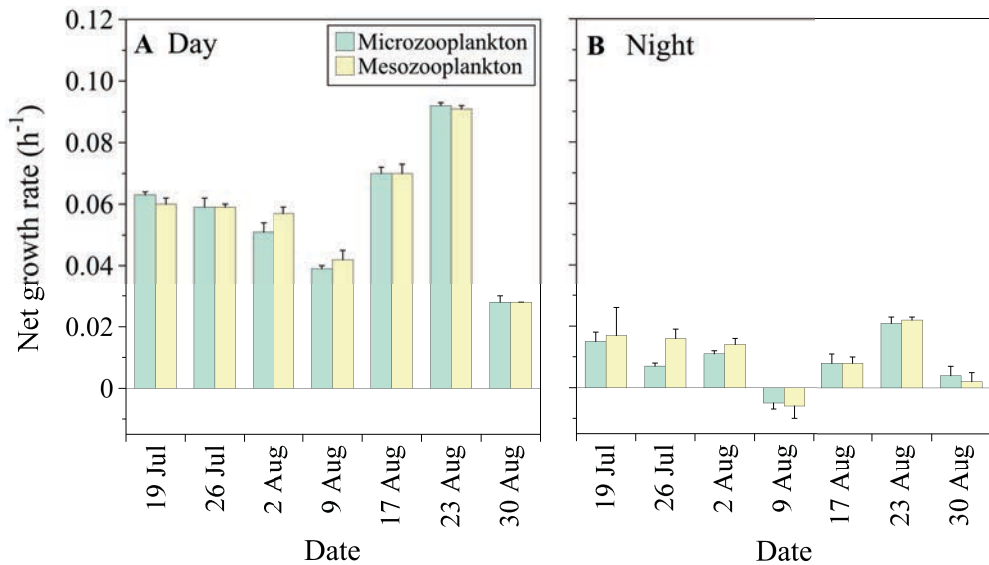 A Day
Microzooplankton
Mesozooplankton
B Night
Net growth rate (h⁻¹)
0.12
0.10
0.08
0.06
0.04
0.02
0
19 Jul
26 Jul
2 Aug
9 Aug
17 Aug
23 Aug
30 Aug
Date
19 Jul
26 Jul
2 Aug
9 Aug
17 Aug
23 Aug
30 Aug
Date